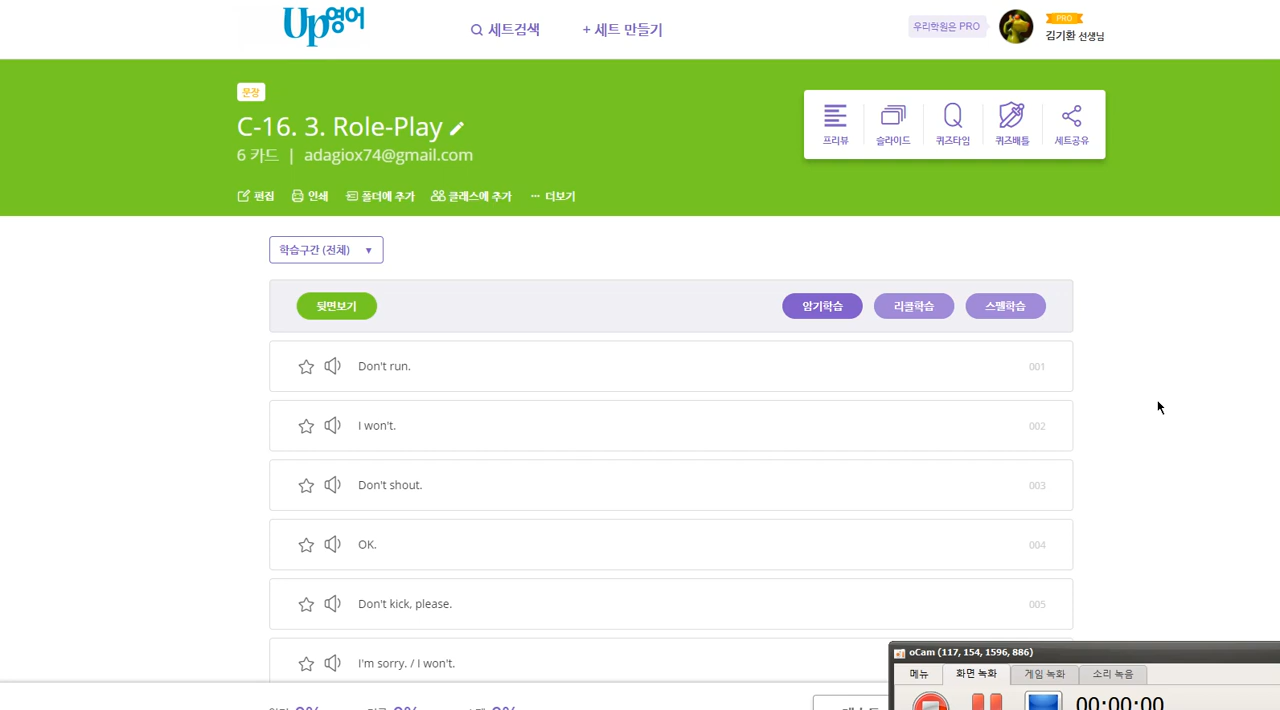 Up영어
세트검색
+ 세트 만들기
우리학원은 PRO
PRO
김기환 선생님
문장
C-16. 3. Role-Play
6 카드 | adagiox74@gmail.com
편집
인쇄
폴더에 추가
클래스에 추가
··· 더보기
프리뷰
슬라이드
퀴즈타임
퀴즈배틀
세트공유
학습구간 (전체) ▼
뒷면보기
암기학습
리콜학습
스펠학습
Don't run.
001
I won't.
002
Don't shout.
003
OK.
004
Don't kick, please.
005
I'm sorry. / I won't.
oCam (117, 154, 1596, 886)
메뉴
화면 녹화
게임 녹화
소리 녹음
00:00:00